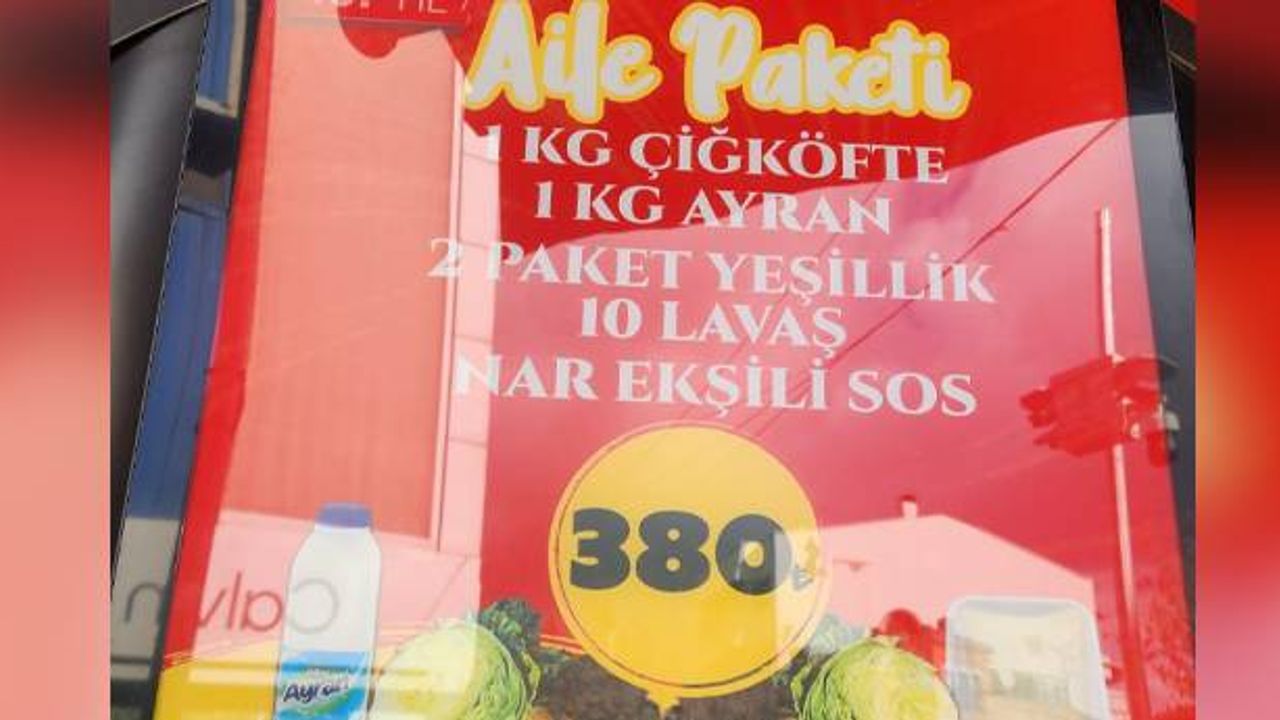 Aile Paketi
1 KG ÇİĞKÖFTE
1 KG AYRAN
2 PAKET YEŞİLLİK
10 LAVAŞ
NAR EKŞİLİ SOS
380₺
Ayran